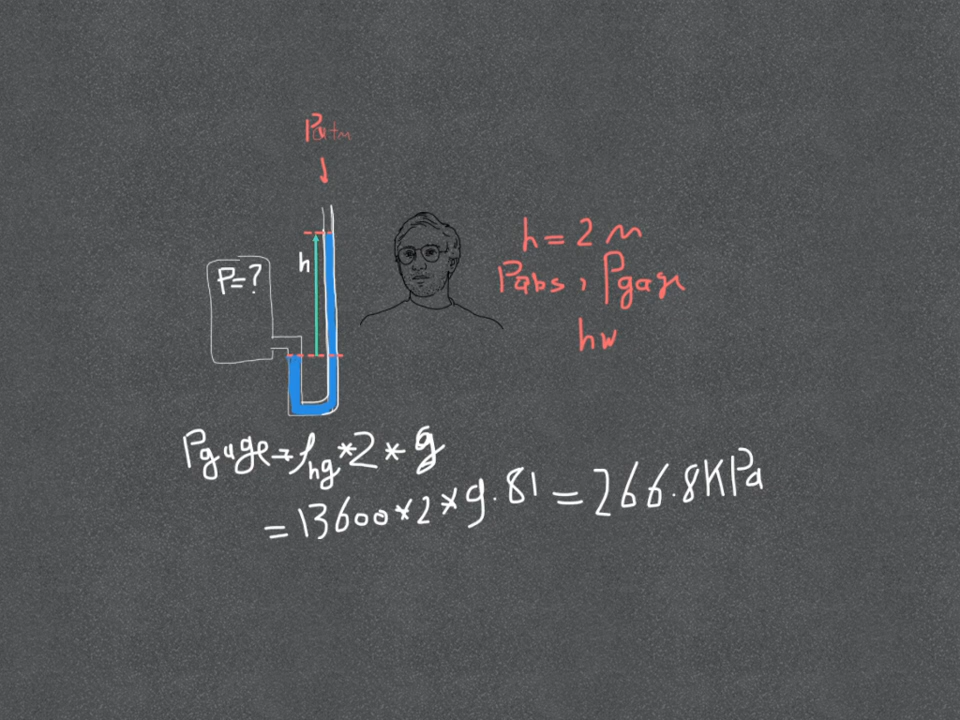 Patm
h
P=?
h = 2 m
Pabs, Pgage
hw
Pgage = ρhg * 2 * g
= 13600 * 2 * 9.81 = 266.8 KPa